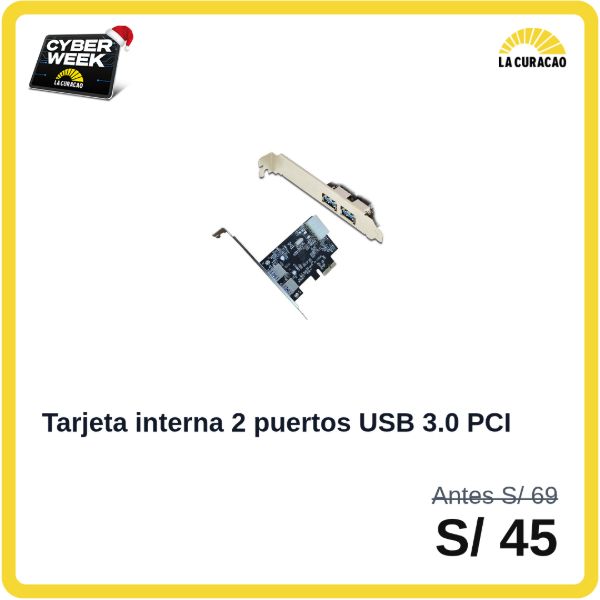 CYBER
WEEK
LA CURACAO
LA CURACAO
Tarjeta interna 2 puertos USB 3.0 PCI
Antes S/ 69
S/ 45